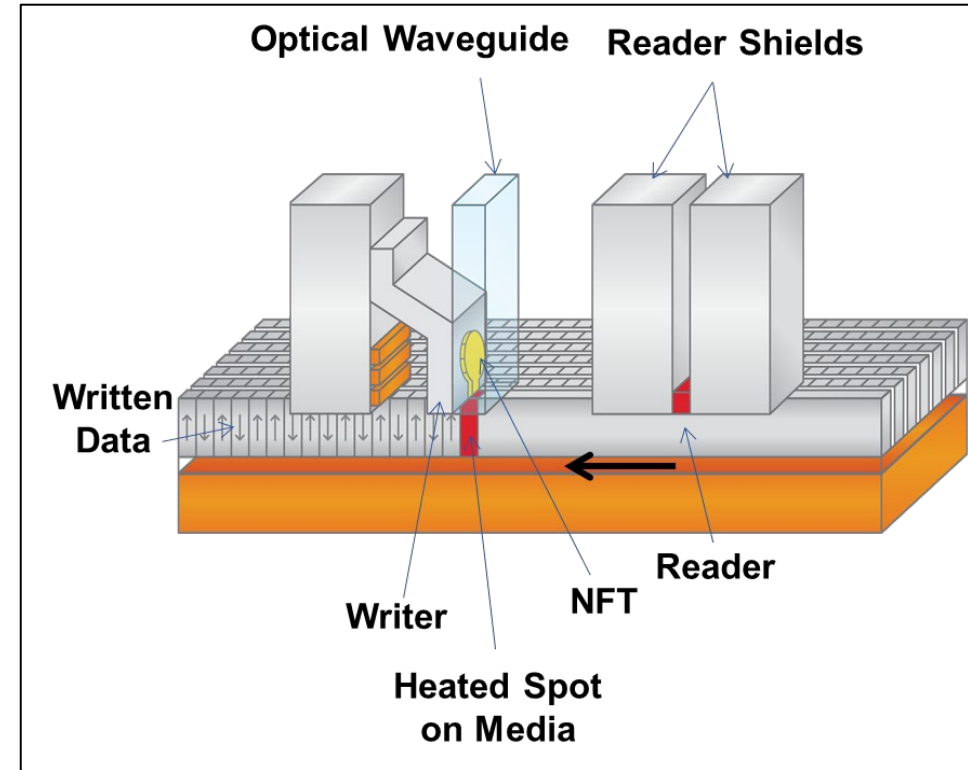 Optical Waveguide
Reader Shields
Written
Data
Writer
NFT
Reader
Heated Spot
on Media